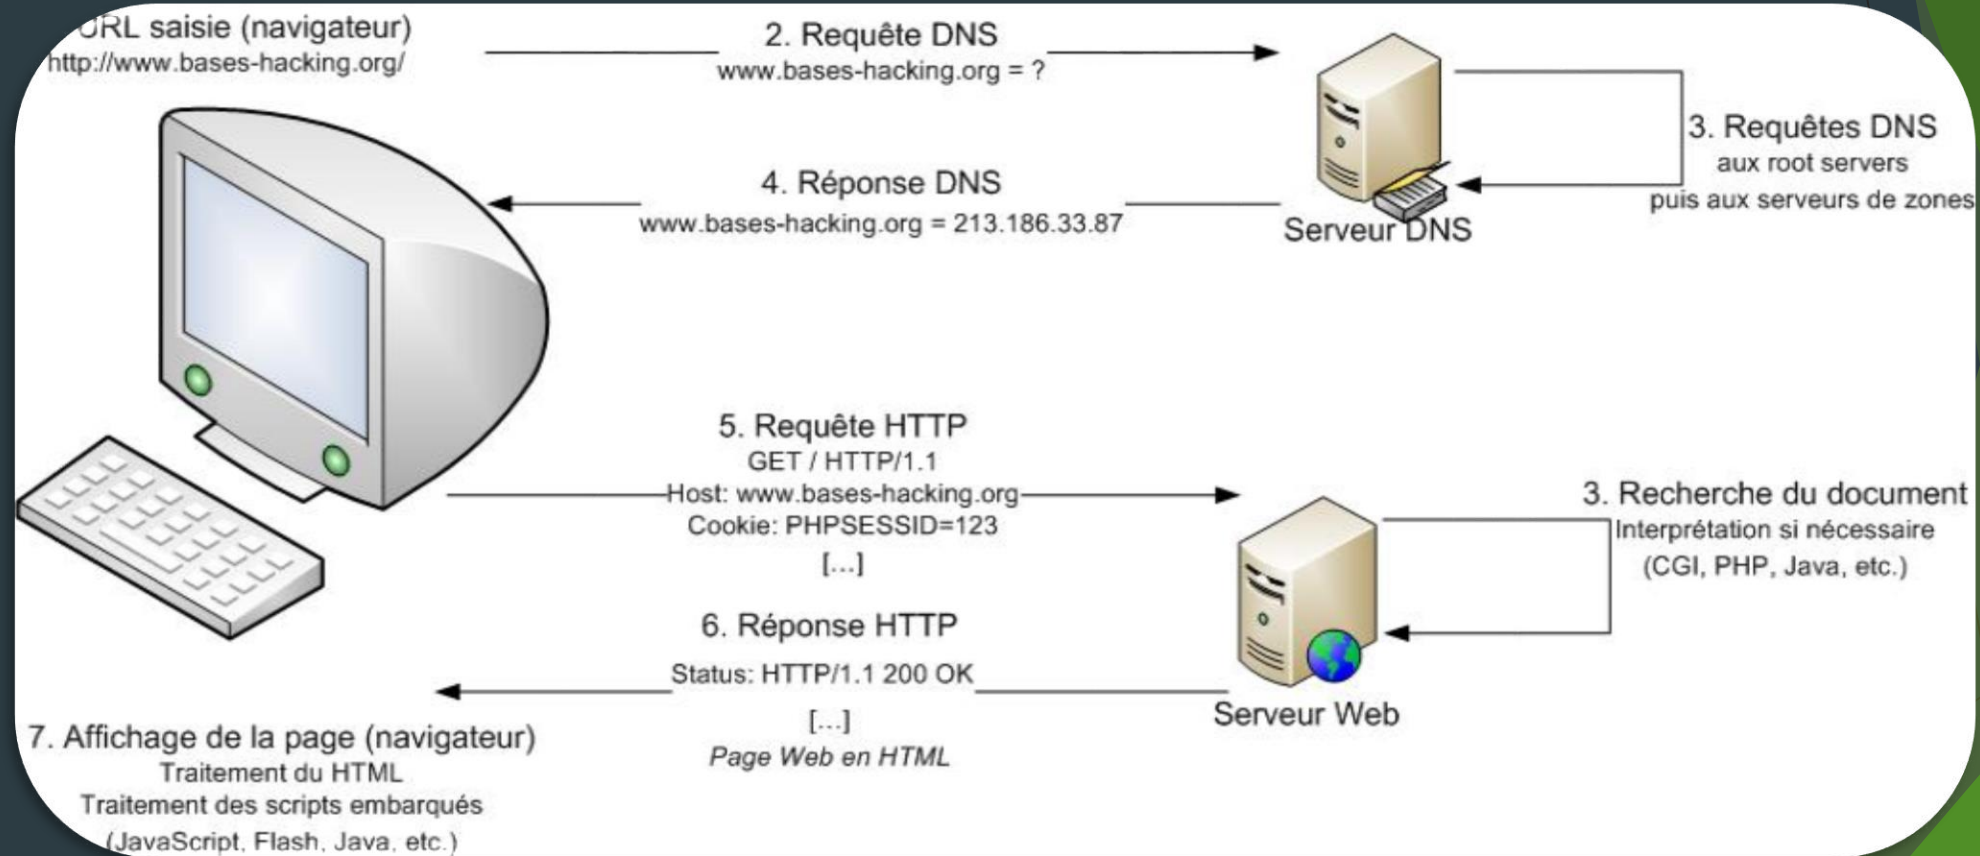 URL saisie (navigateur)
http://www.bases-hacking.org/
2. Requête DNS
www.bases-hacking.org = ?
3. Requêtes DNS
aux root servers
puis aux serveurs de zones
4. Réponse DNS
www.bases-hacking.org = 213.186.33.87
Serveur DNS
5. Requête HTTP
GET / HTTP/1.1
Host: www.bases-hacking.org
Cookie: PHPSESSID=123
[...]
3. Recherche du document
Interprétation si nécessaire
(CGI, PHP, Java, etc.)
6. Réponse HTTP
Status: HTTP/1.1 200 OK
[...]
Page Web en HTML
Serveur Web
7. Affichage de la page (navigateur)
Traitement du HTML
Traitement des scripts embarqués
(JavaScript, Flash, Java, etc.)